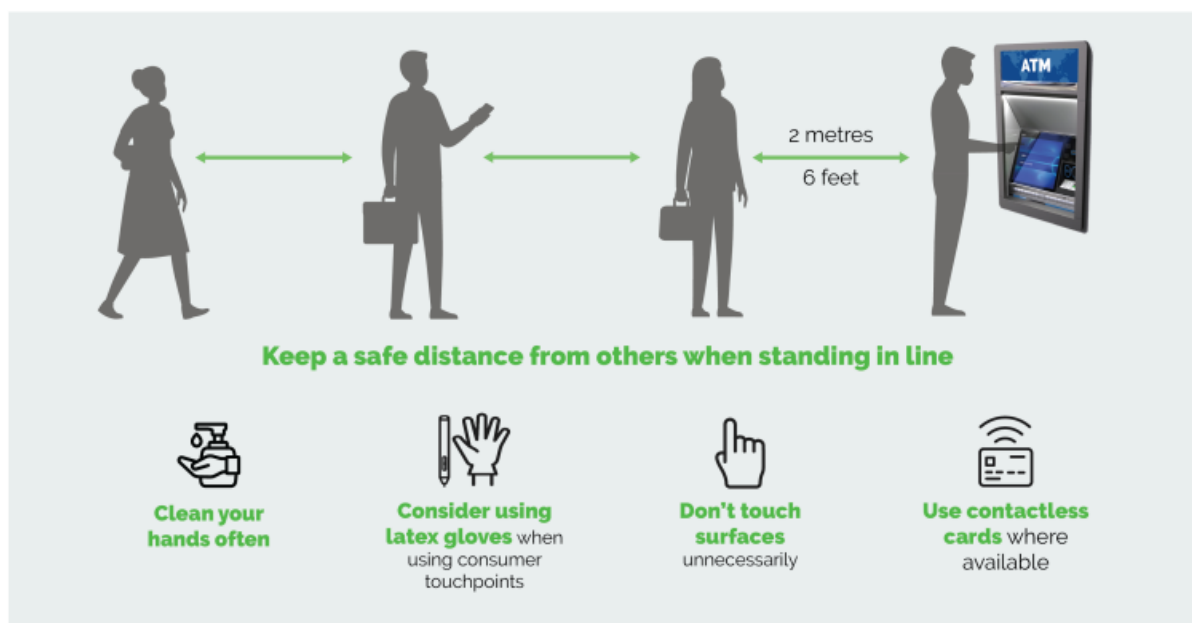 ATM
2 metres
6 feet
Keep a safe distance from others when standing in line
Clean your
hands often
Consider using
latex gloves when
using consumer
touchpoints
Don't touch
surfaces
unnecessarily
Use contactless
cards where
available